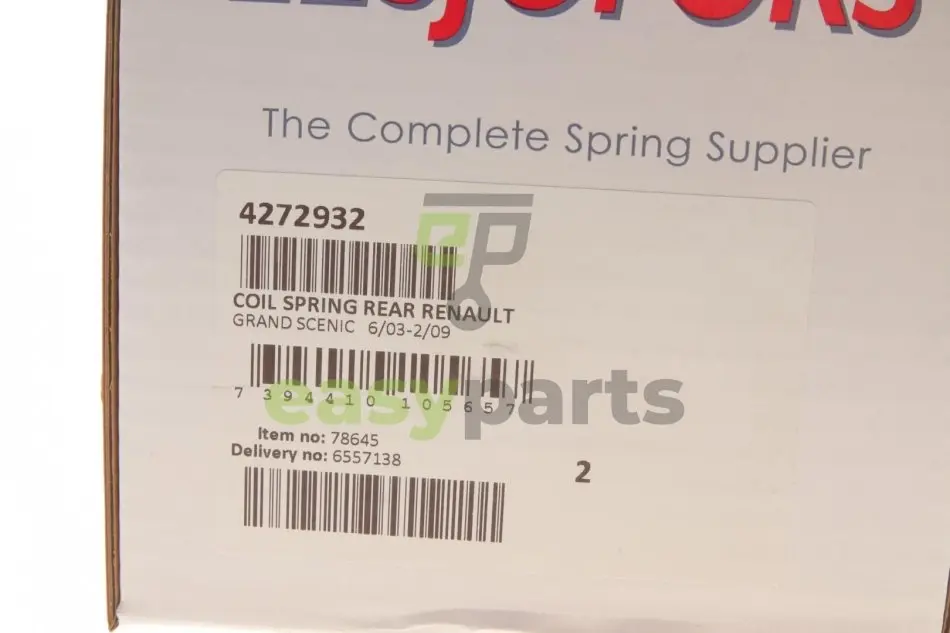 The Complete Spring Supplier
4272932
COIL SPRING REAR RENAULT
GRAND SCENIC 6/03-2/09
7 394410 105657
easyparts
Item no: 78645
Delivery no: 6557138
2